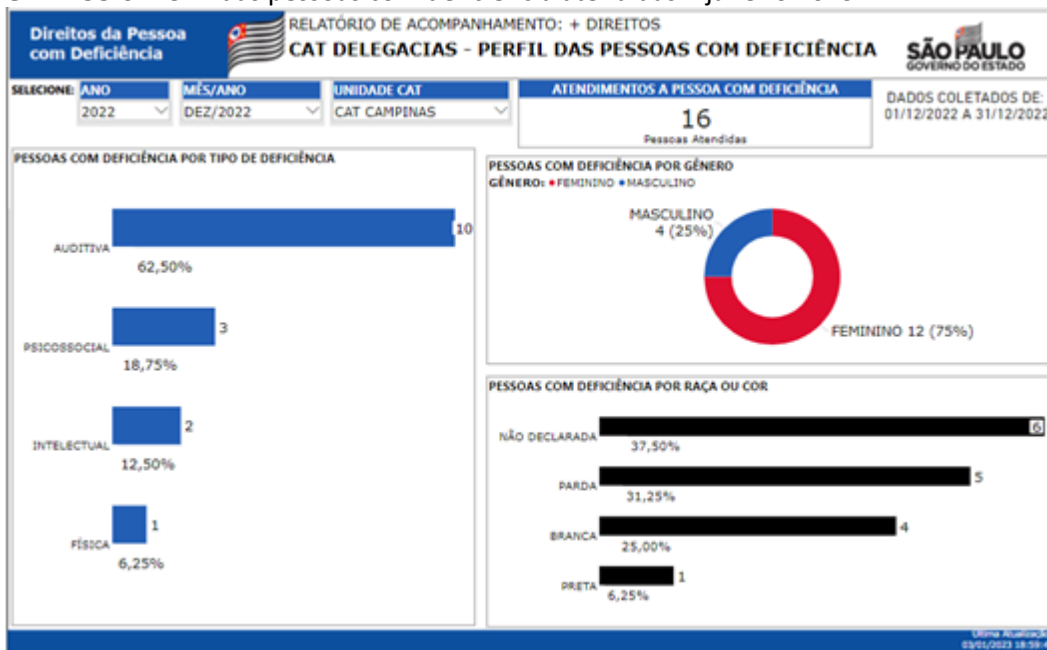 Direitos da Pessoa
com Deficiência
RELATÓRIO DE ACOMPANHAMENTO: + DIREITOS
CAT DELEGACIAS - PERFIL DAS PESSOAS COM DEFICIÊNCIA
SÃO PAULO
GOVERNO DO ESTADO
SELECIONE:
ANO
2022
MÊS/ANO
DEZ/2022
UNIDADE CAT
CAT CAMPINAS
ATENDIMENTOS A PESSOA COM DEFICIÊNCIA
16
Pessoas Atendidas
DADOS COLETADOS DE:
01/12/2022 A 31/12/2022
PESSOAS COM DEFICIÊNCIA POR TIPO DE DEFICIÊNCIA
AUDITIVA
10
62,50%
PSICOSSOCIAL
3
18,75%
INTELECTUAL
2
12,50%
FÍSICA
1
6,25%
PESSOAS COM DEFICIÊNCIA POR GÊNERO
GÊNERO: FEMININO MASCULINO
MASCULINO
4 (25%)
FEMININO 12 (75%)
PESSOAS COM DEFICIÊNCIA POR RAÇA OU COR
NÃO DECLARADA
6
37,50%
PARDA
5
31,25%
BRANCA
4
25,00%
PRETA
1
6,25%
Última Atualização
03/01/2023